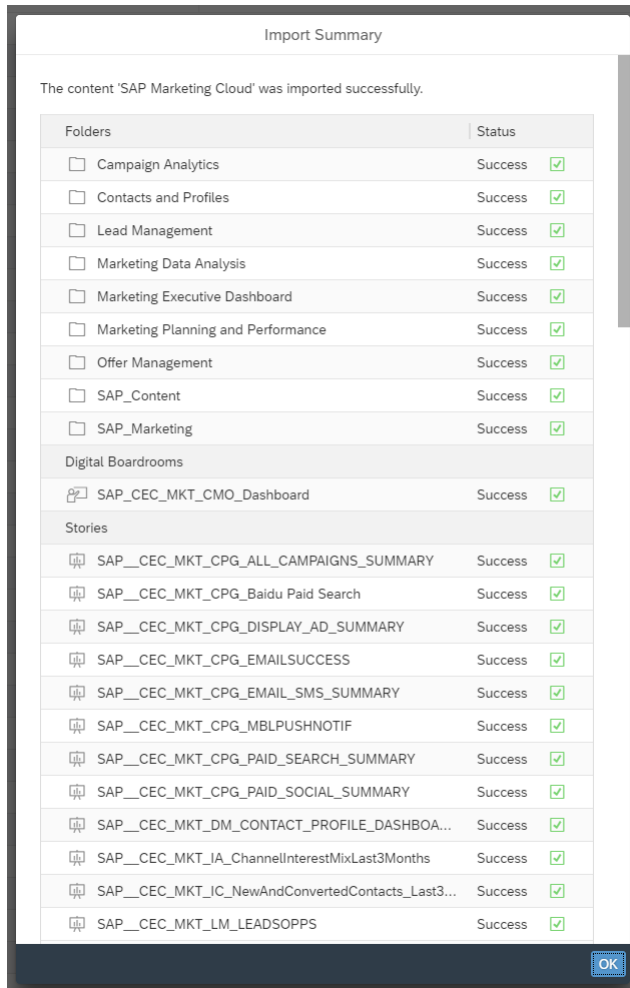 Import Summary
The content 'SAP Marketing Cloud' was imported successfully.
Folders Status
Campaign Analytics Success
Contacts and Profiles Success
Lead Management Success
Marketing Data Analysis Success
Marketing Executive Dashboard Success
Marketing Planning and Performance Success
Offer Management Success
SAP_Content Success
SAP_Marketing Success
Digital Boardrooms
SAP_CEC_MKT_CMO_Dashboard Success
Stories
SAP__CEC_MKT_CPG_ALL_CAMPAIGNS_SUMMARY Success
SAP__CEC_MKT_CPG_Baidu Paid Search Success
SAP__CEC_MKT_CPG_DISPLAY_AD_SUMMARY Success
SAP__CEC_MKT_CPG_EMAILSUCCESS Success
SAP__CEC_MKT_CPG_EMAIL_SMS_SUMMARY Success
SAP__CEC_MKT_CPG_MBLPUSHNOTIF Success
SAP__CEC_MKT_CPG_PAID_SEARCH_SUMMARY Success
SAP__CEC_MKT_CPG_PAID_SOCIAL_SUMMARY Success
SAP__CEC_MKT_DM_CONTACT_PROFILE_DASHBOA... Success
SAP__CEC_MKT_IA_ChannelInterestMixLast3Months Success
SAP__CEC_MKT_IC_NewAndConvertedContacts_Last3... Success
SAP__CEC_MKT_LM_LEADSOPPS Success
OK